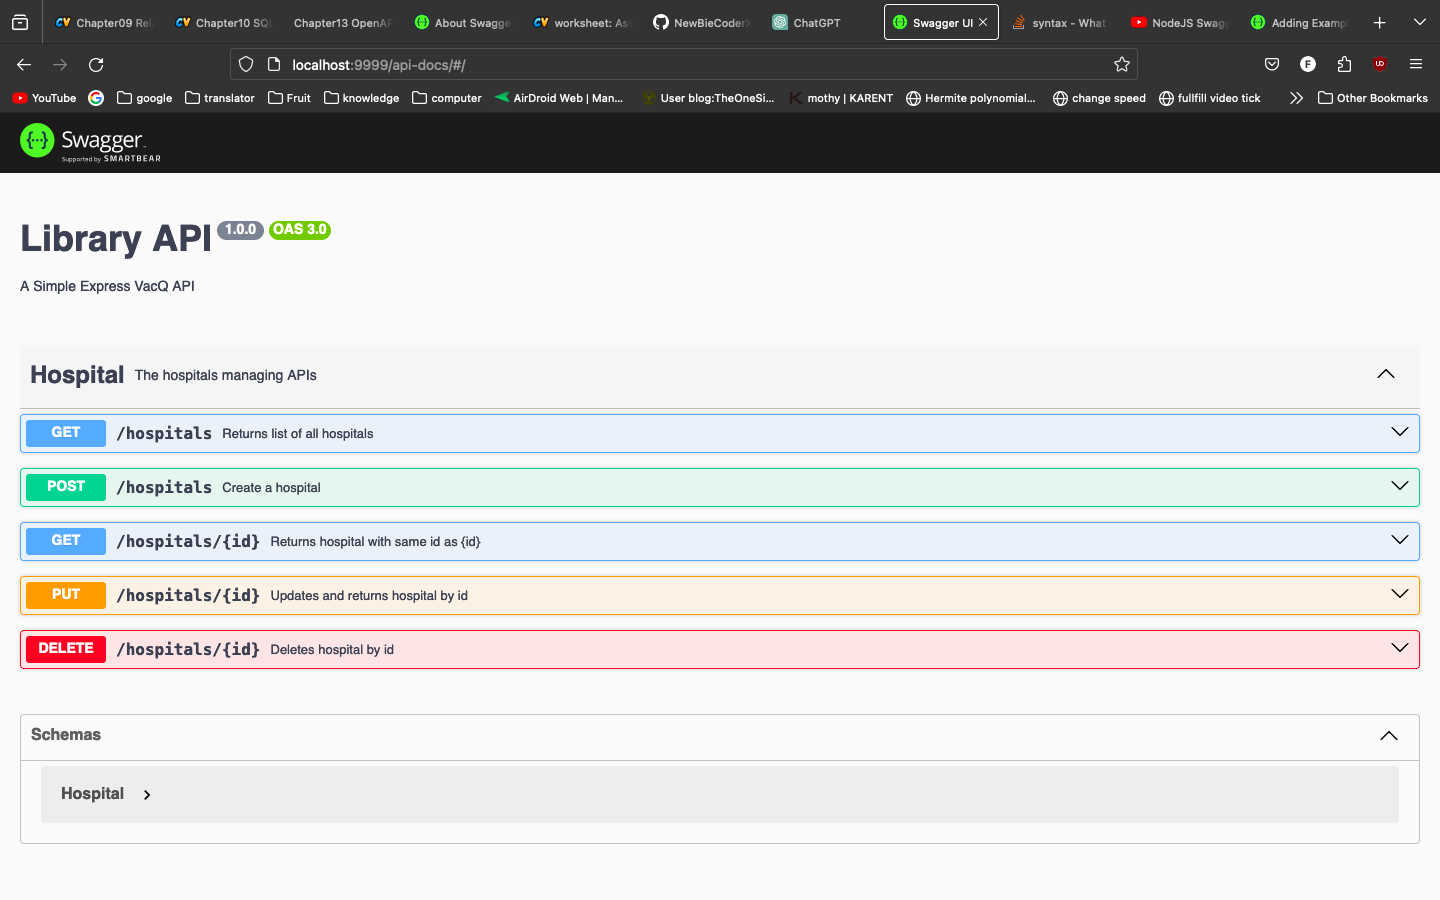 Chapter09 Rel
Chapter10 SQL
Chapter13 OpenAP
About Swagge
worksheet: Ass
NewBieCoderX
ChatGPT
Swagger UI
syntax - What
NodeJS Swagg
Adding Examp
localhost:9999/api-docs/#/
F
YouTube
google
translator
Fruit
knowledge
computer
AirDroid Web | Man...
User blog:TheOneSi...
mothy | KARENT
Hermite polynomial...
change speed
fullfill video tick
Other Bookmarks
Swagger
Supported by SMARTBEAR
Library API 1.0.0 OAS 3.0
A Simple Express VacQ API
Hospital The hospitals managing APIs
GET /hospitals Returns list of all hospitals
POST /hospitals Create a hospital
GET /hospitals/{id} Returns hospital with same id as {id}
PUT /hospitals/{id} Updates and returns hospital by id
DELETE /hospitals/{id} Deletes hospital by id
Schemas
Hospital